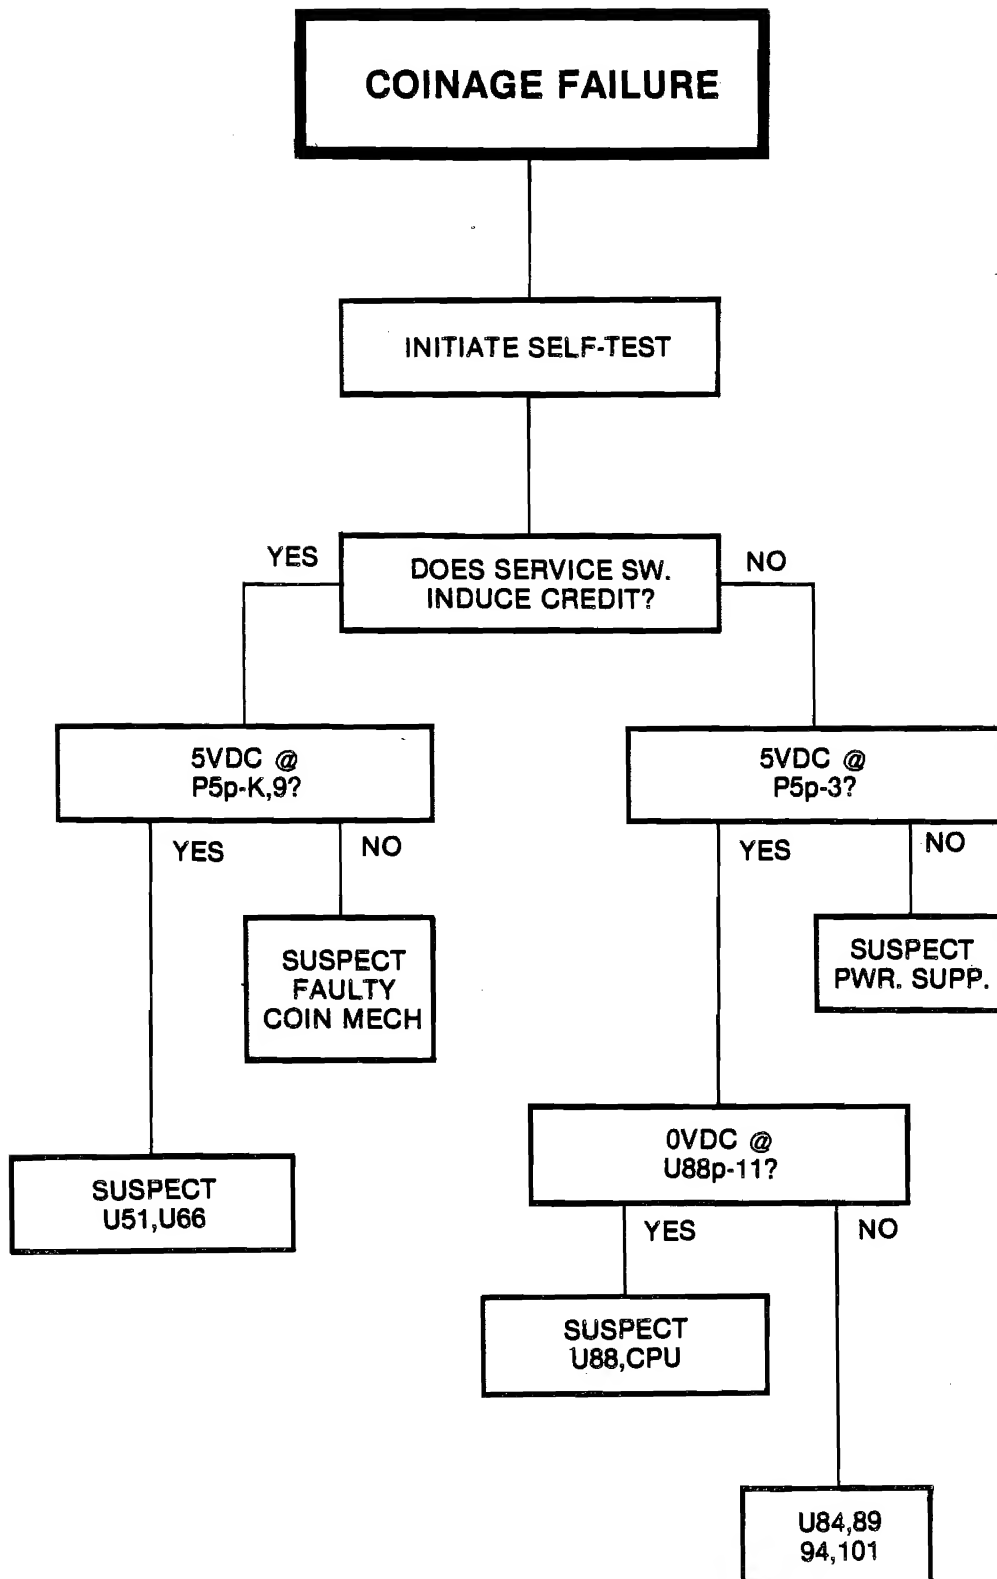 COINAGE FAILURE
INITIATE SELF-TEST
YES
DOES SERVICE SW.
INDUCE CREDIT?
NO
5VDC @
P5p-K,9?
5VDC @
P5p-3?
YES
NO
YES
NO
SUSPECT
FAULTY
COIN MECH
SUSPECT
PWR. SUPP.
0VDC @
U88p-11?
SUSPECT
U51,U66
YES
NO
SUSPECT
U88,CPU
U84,89
94,101